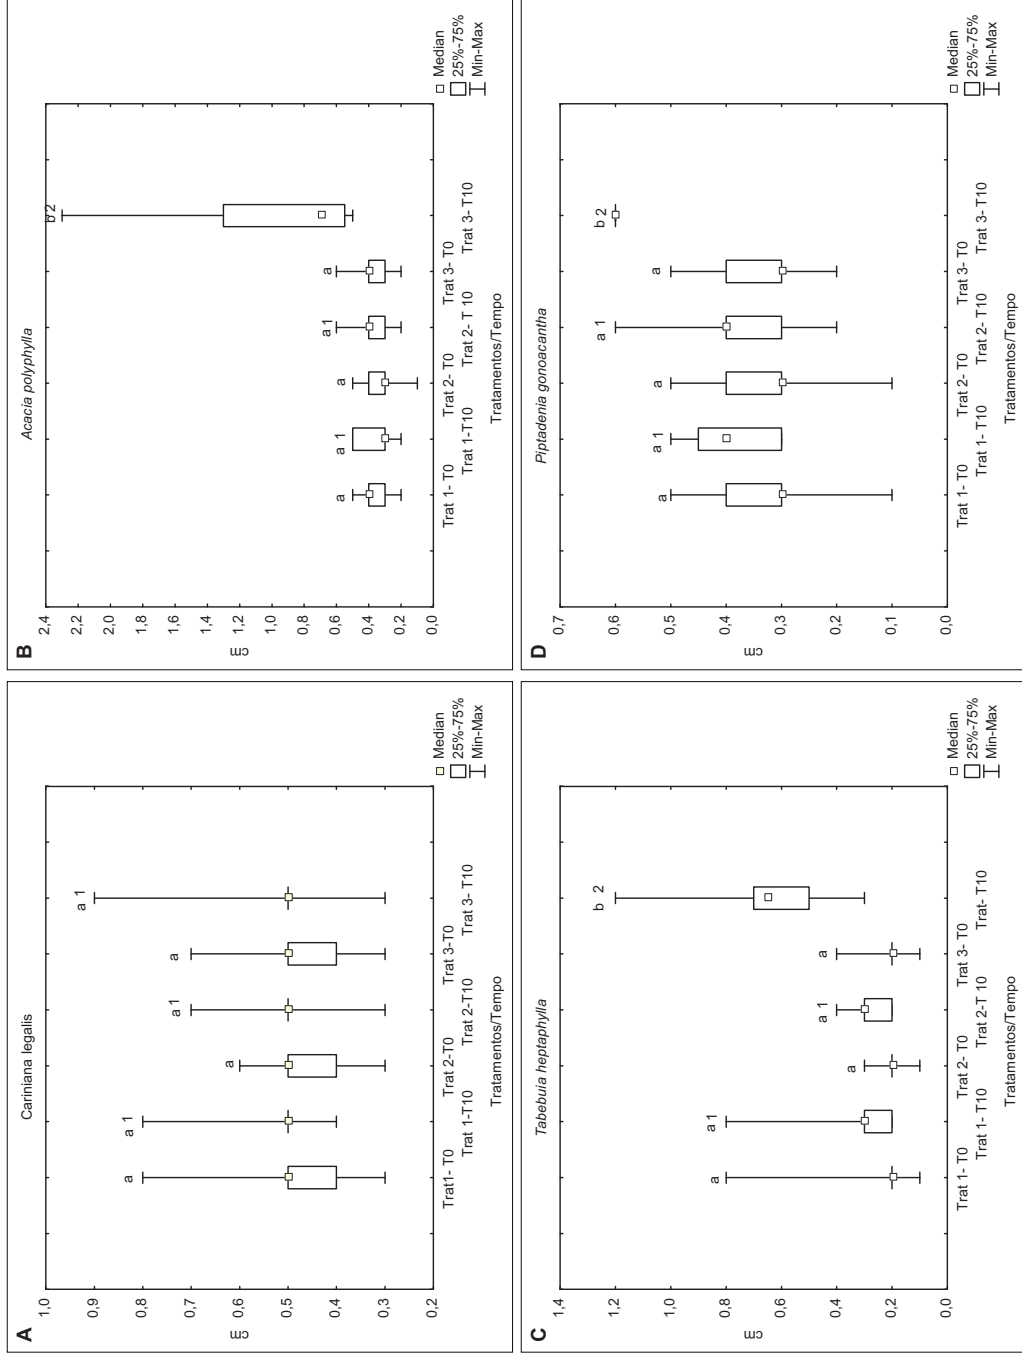 A
Cariniana legalis
cm
1,0
0,9
0,8
0,7
0,6
0,5
0,4
0,3
0,2
a
a 1
a
a 1
a
a 1
Trat1- T0
Trat 1-T10
Trat 2-T0
Trat 2-T10
Trat 3-T0
Trat 3- T10
Tratamentos/Tempo
Median
25%-75%
Min-Max
B
Acacia polyphylla
cm
2,4
2,2
2,0
1,8
1,6
1,4
1,2
1,0
0,8
0,6
0,4
0,2
0,0
a
a 1
a
a 1
a
b 2
Trat 1- T0
Trat 1-T10
Trat 2- T0
Trat 2- T 10
Trat 3- T0
Trat 3- T10
Tratamentos/Tempo
Median
25%-75%
Min-Max
C
Tabebuia heptaphylla
cm
1,4
1,2
1,0
0,8
0,6
0,4
0,2
0,0
a
a 1
a
a 1
a
b 2
Trat 1- T0
Trat 1- T10
Trat 2- T0
Trat 2-T 10
Trat 3- T0
Trat- T10
Tratamentos/Tempo
Median
25%-75%
Min-Max
D
Piptadenia gonoacantha
cm
0,7
0,6
0,5
0,4
0,3
0,2
0,1
0,0
a
a 1
a
a 1
a
b 2
Trat 1- T0
Trat 1- T10
Trat 2- T0
Trat 2- T10
Trat 3- T0
Trat 3- T10
Tratamentos/Tempo
Median
25%-75%
Min-Max